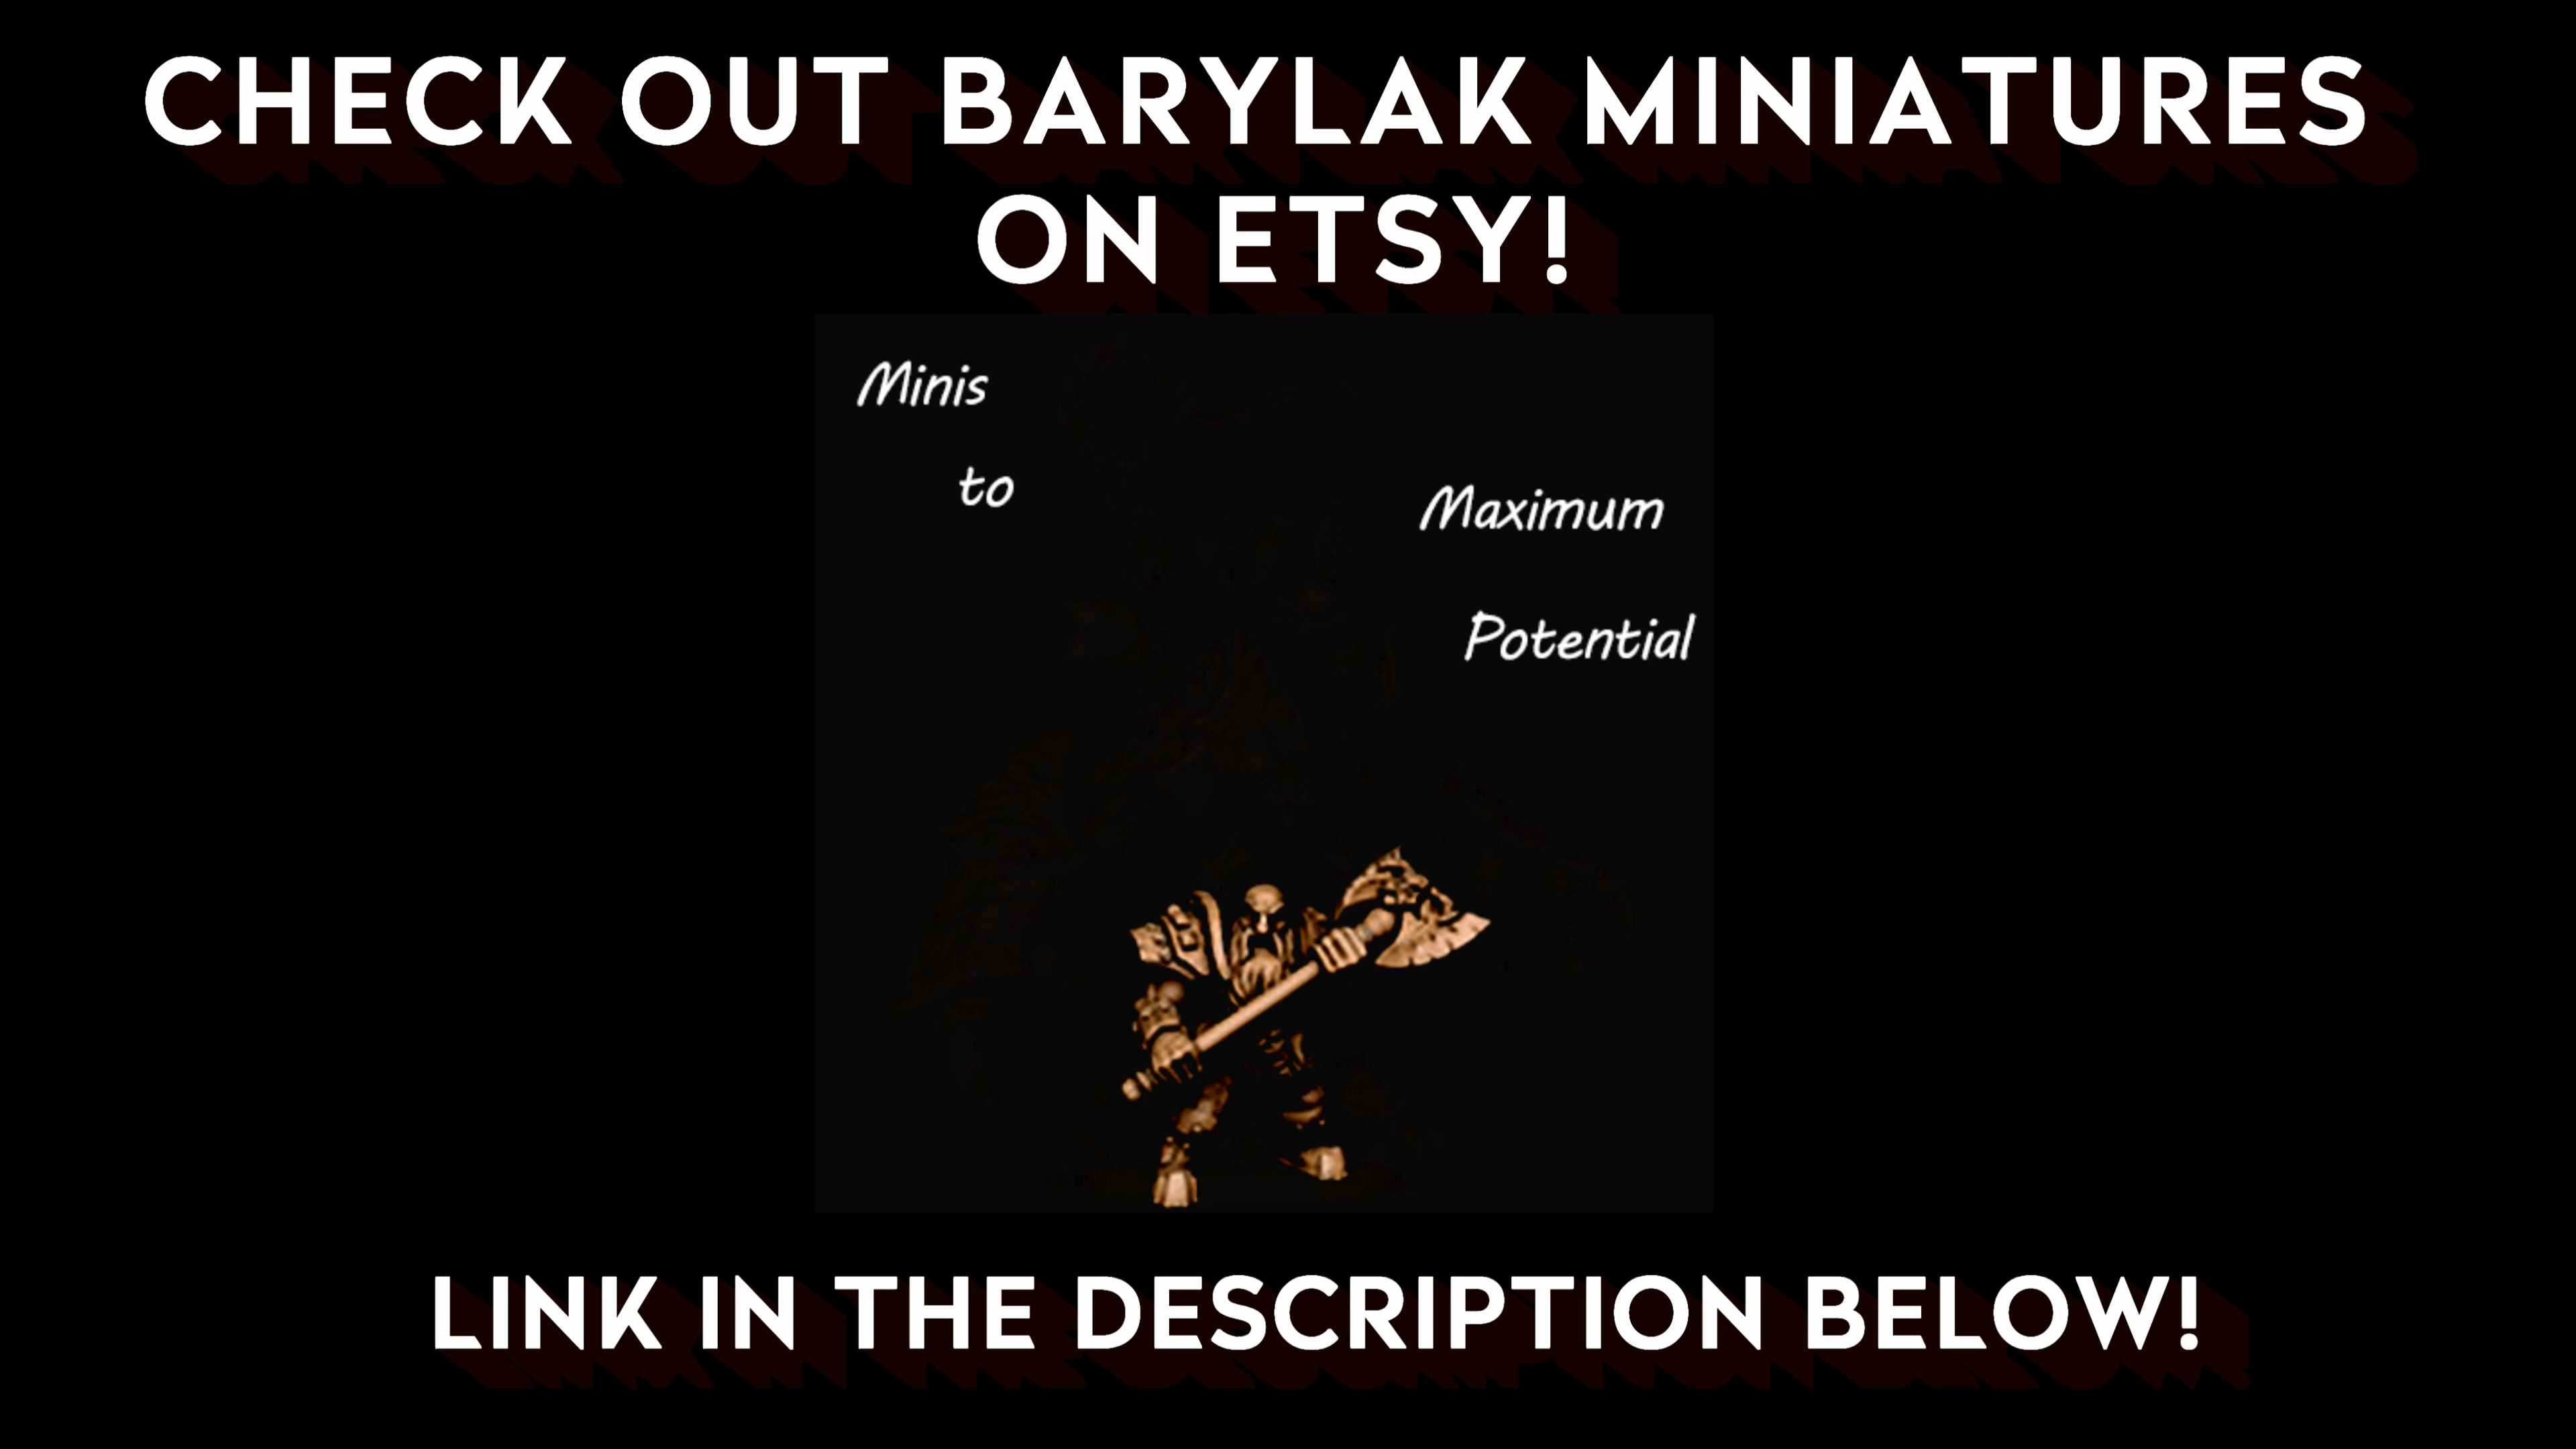 CHECK OUT BARYLAK MINIATURES
ON ETSY!
Minis
to
Maximum
Potential
LINK IN THE DESCRIPTION BELOW!